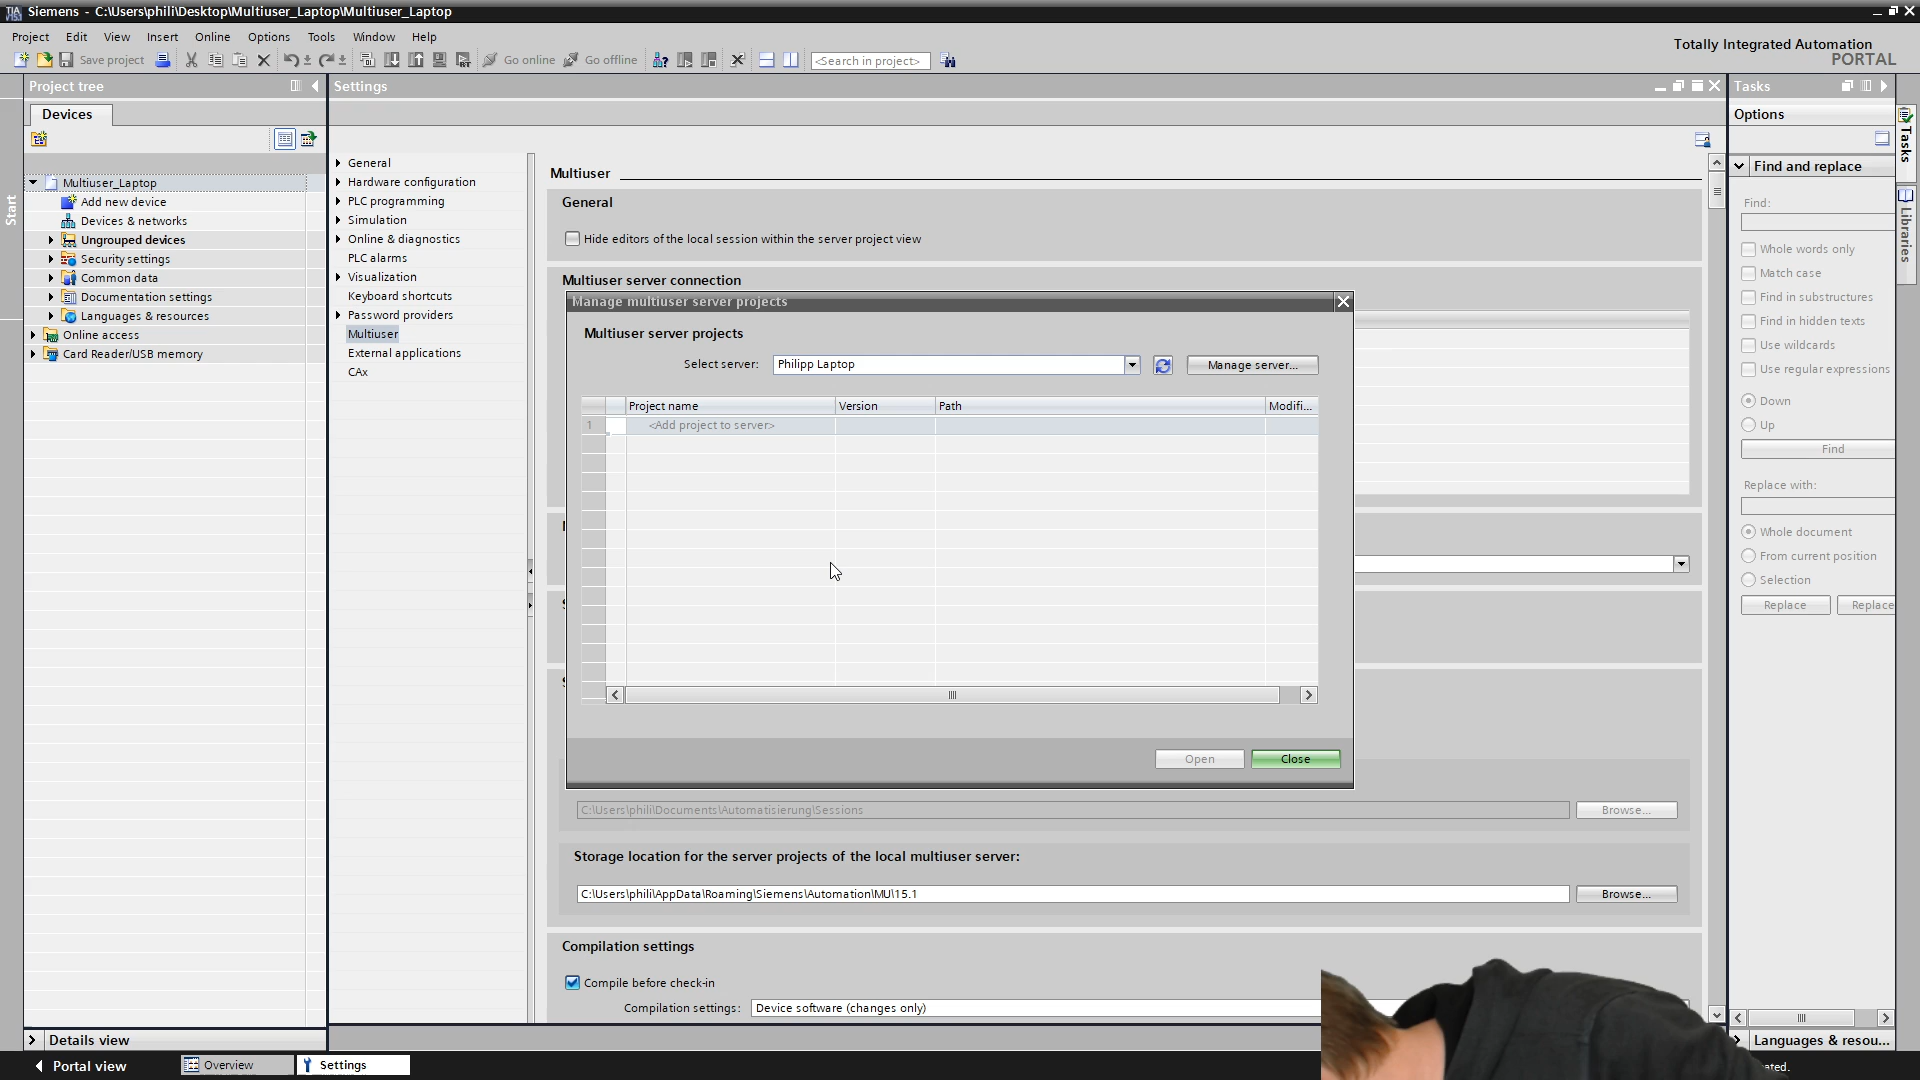 Siemens - C:\Users\phili\Desktop\Multiuser_Laptop\Multiuser_Laptop
Project Edit View Insert Online Options Tools Window Help
Totally Integrated Automation
PORTAL
Save project
Go online
Go offline
<Search in project>
Project tree
Settings
Tasks
Devices
Options
Start
Multiuser_Laptop
Add new device
Devices & networks
Ungrouped devices
Security settings
Common data
Documentation settings
Languages & resources
Online access
Card Reader/USB memory
General
Hardware configuration
PLC programming
Simulation
Online & diagnostics
PLC alarms
Visualization
Keyboard shortcuts
Password providers
Multiuser
External applications
CAx
Multiuser
General
Hide editors of the local session within the server project view
Multiuser server connection
Manage multiuser server projects
Multiuser server projects
Select server:
Philipp Laptop
Manage server...
Project name
Version
Path
Modifi...
1
<Add project to server>
Open
Close
C:\Users\phili\Documents\Automatisierung\Sessions
Browse...
Storage location for the server projects of the local multiuser server:
C:\Users\phili\AppData\Roaming\Siemens\Automation\MU\15.1
Browse...
Compilation settings
Compile before check-in
Compilation settings:
Device software (changes only)
Find and replace
Find:
Whole words only
Match case
Find in substructures
Find in hidden texts
Use wildcards
Use regular expressions
Down
Up
Find
Replace with:
Whole document
From current position
Selection
Replace
Replace
Languages & resou...
Tasks
Libraries
Details view
Portal view
Overview
Settings